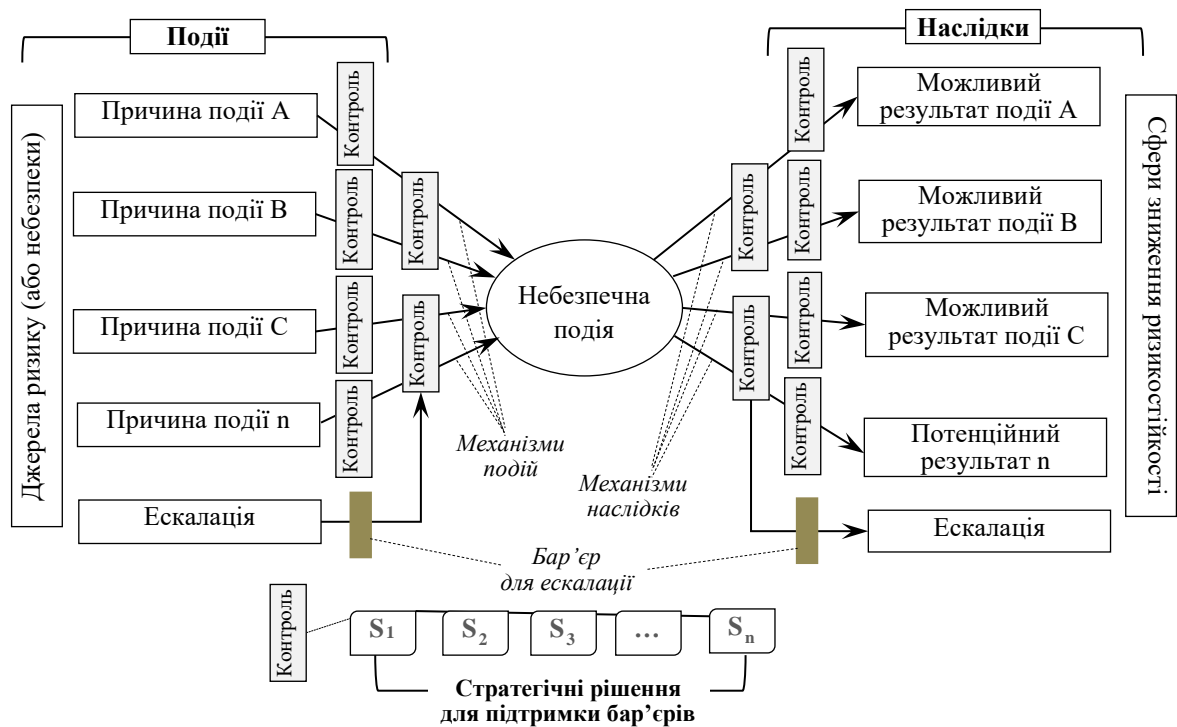 Події
Наслідки
Джерела ризику (або небезпеки)
Причина події А
Причина події В
Причина події С
Причина події n
Ескалація
Контроль
Контроль
Контроль
Контроль
Контроль
Контроль
Небезпечна
подія
Механізми
подій
Механізми
наслідків
Контроль
Контроль
Контроль
Контроль
Контроль
Контроль
Можливий
результат події А
Можливий
результат події В
Можливий
результат події С
Потенційний
результат n
Ескалація
Сфери зниження ризикостійкості
Бар’єр
для ескалації
Контроль
S1
S2
S3
...
Sn
Стратегічні рішення
для підтримки бар’єрів